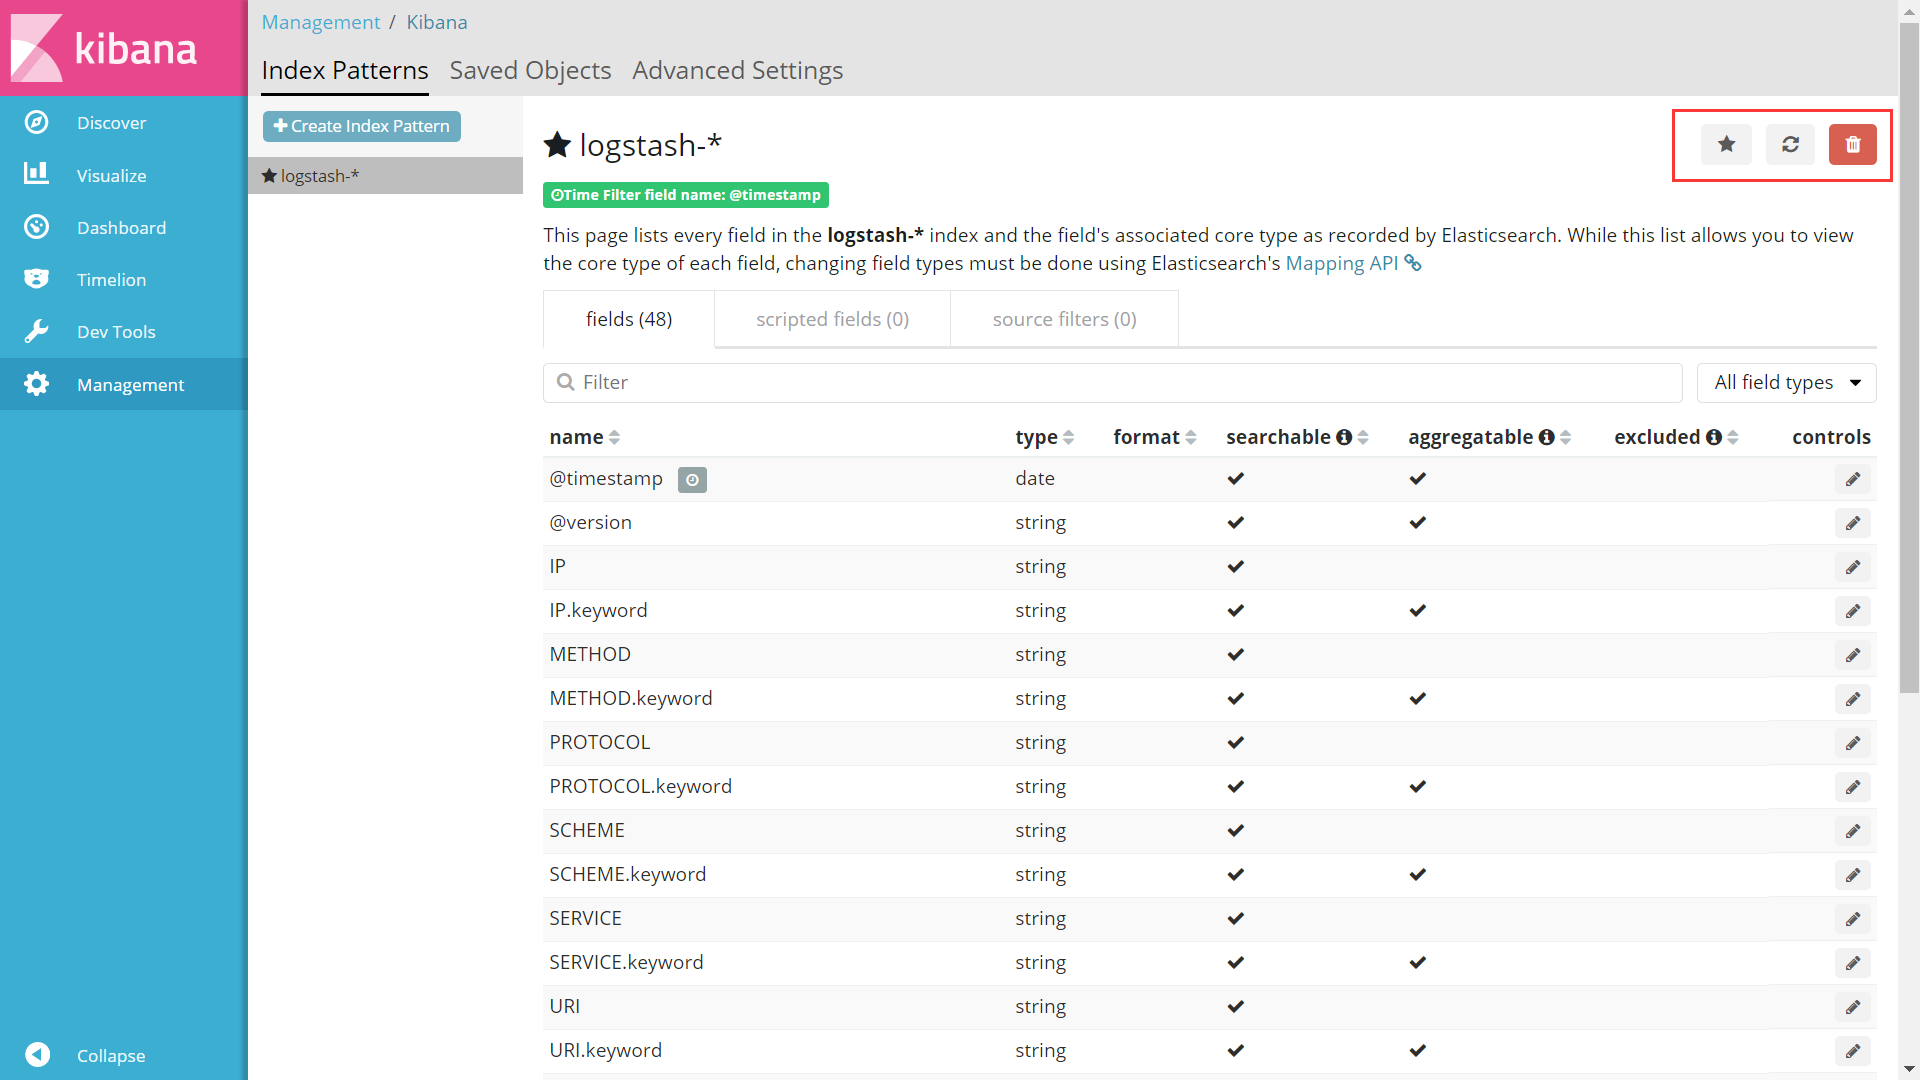 kibana
Discover
Visualize
Dashboard
Timelion
Dev Tools
Management
Collapse
Management / Kibana
Index Patterns Saved Objects Advanced Settings
Create Index Pattern
logstash-*
logstash-*
Time Filter field name: @timestamp
This page lists every field in the logstash-* index and the field's associated core type as recorded by Elasticsearch. While this list allows you to view
the core type of each field, changing field types must be done using Elasticsearch's Mapping API
fields (48) scripted fields (0) source filters (0)
Filter All field types
name type format searchable aggregatable excluded controls
@timestamp date
@version string
IP string
IP.keyword string
METHOD string
METHOD.keyword string
PROTOCOL string
PROTOCOL.keyword string
SCHEME string
SCHEME.keyword string
SERVICE string
SERVICE.keyword string
URI string
URI.keyword string